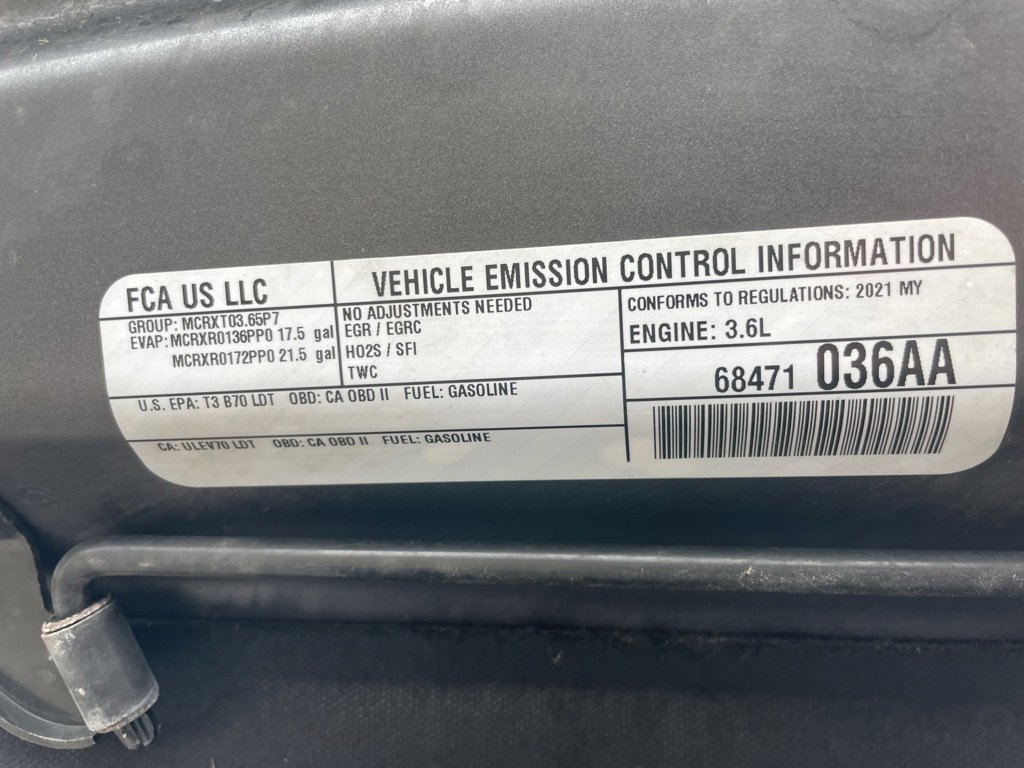 FCA US LLC
GROUP: MCRXT03.65P7
EVAP: MCRXR0136PP0 17.5 gal
MCRXR0172PP0 21.5 gal
VEHICLE EMISSION CONTROL INFORMATION
NO ADJUSTMENTS NEEDED
EGR / EGRC
HO2S / SFI
TWC
CONFORMS TO REGULATIONS: 2021 MY
ENGINE: 3.6L
68471 036AA
U.S. EPA: T3 B70 LDT OBD: CA OBD II FUEL: GASOLINE
CA: ULEV70 LDT OBD: CA OBD II FUEL: GASOLINE